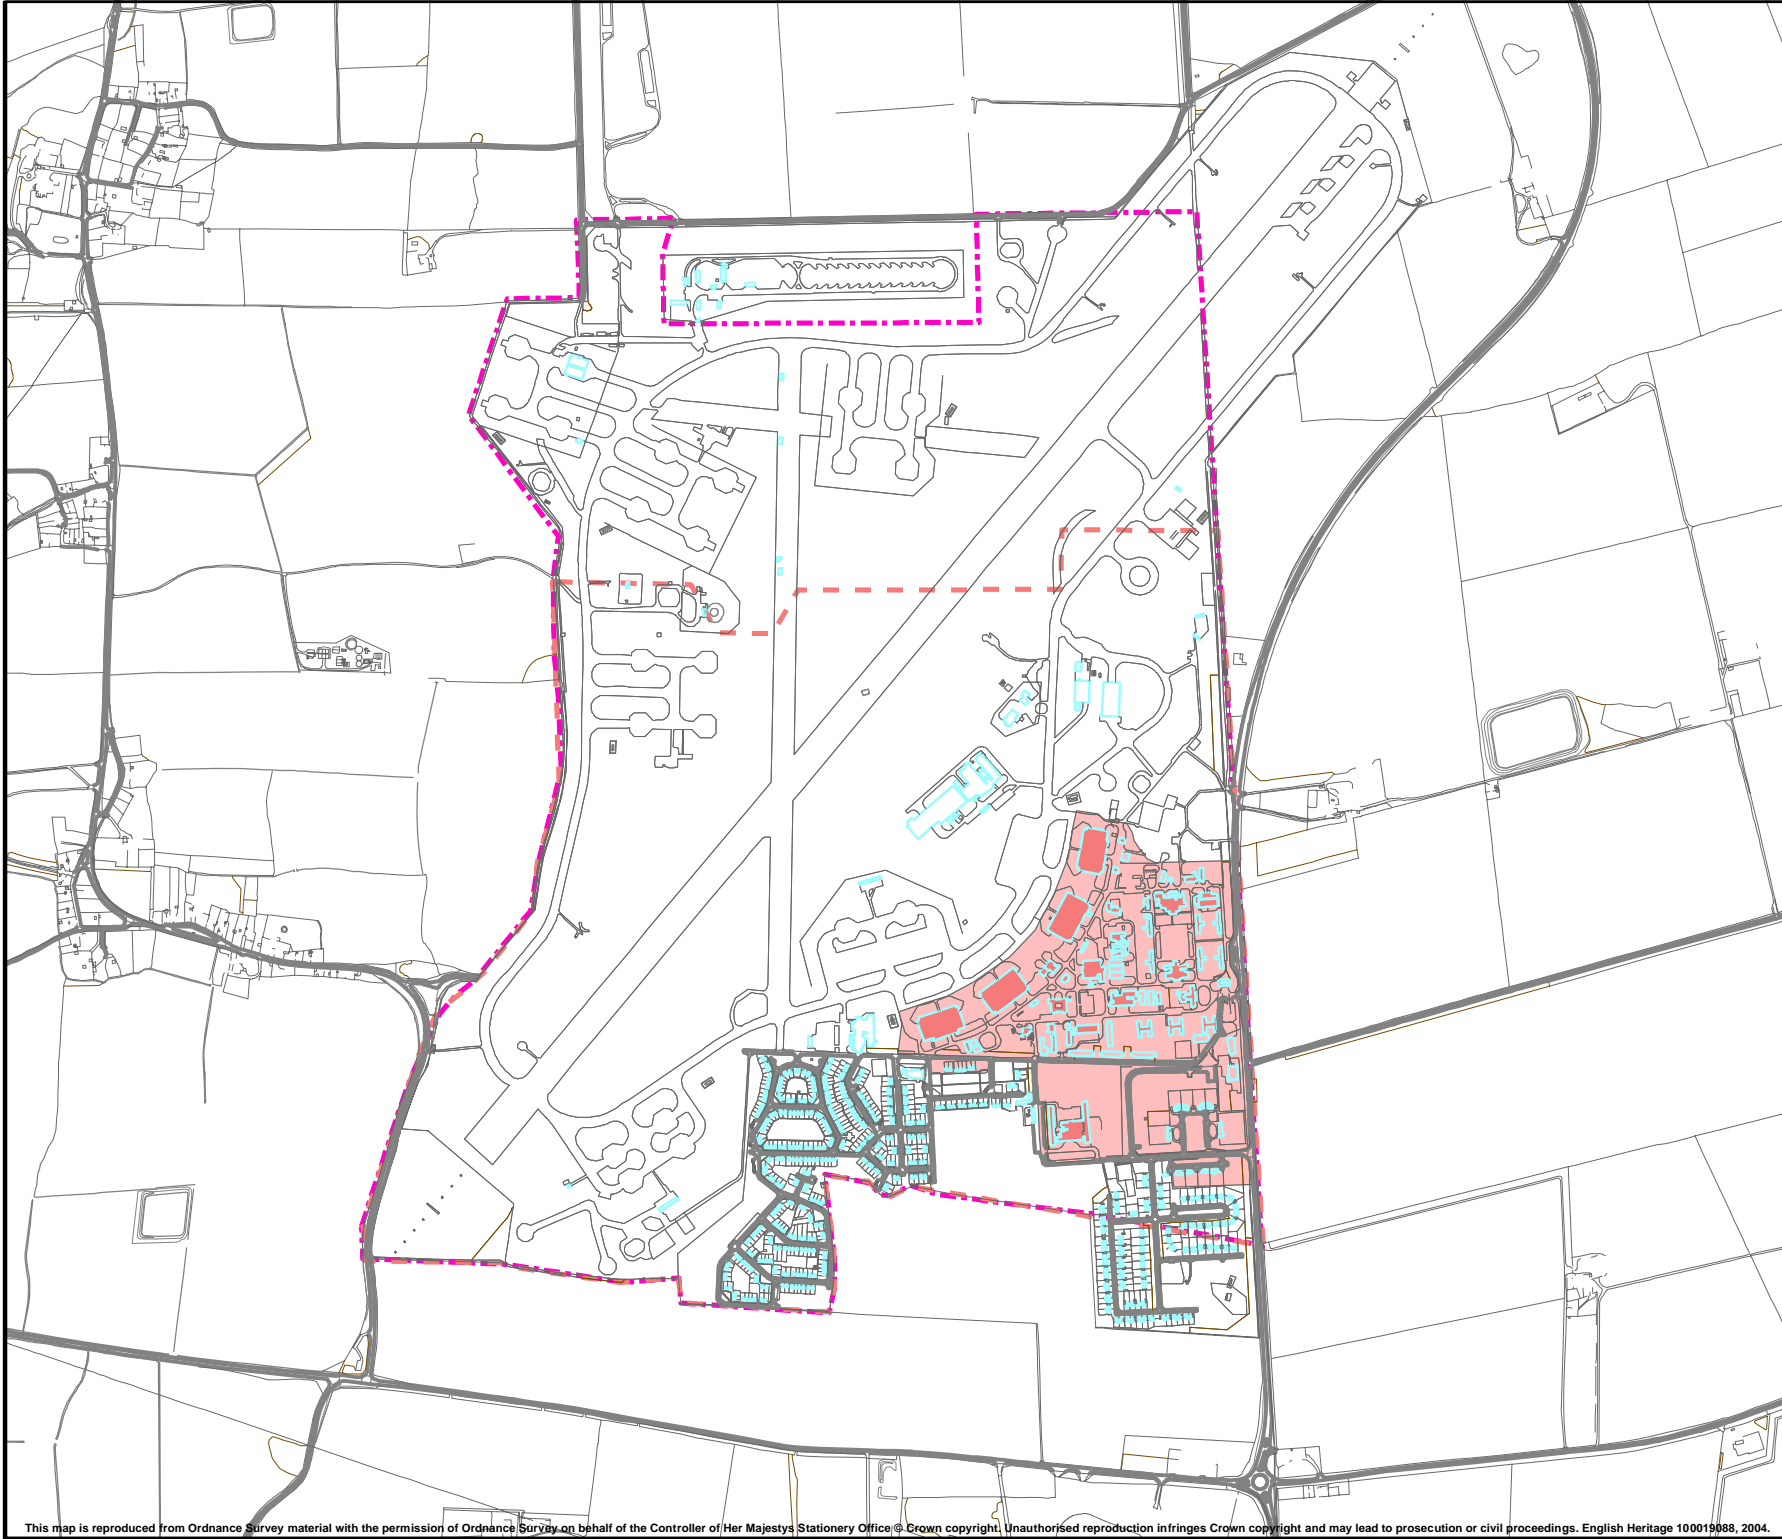 This map is reproduced from Ordnance Survey material with the permission of Ordnance Survey on behalf of the Controller of Her Majestys Stationery Office © Crown copyright. Unauthorised reproduction infringes Crown copyright and may lead to prosecution or civil proceedings. English Heritage 100019088, 2004.